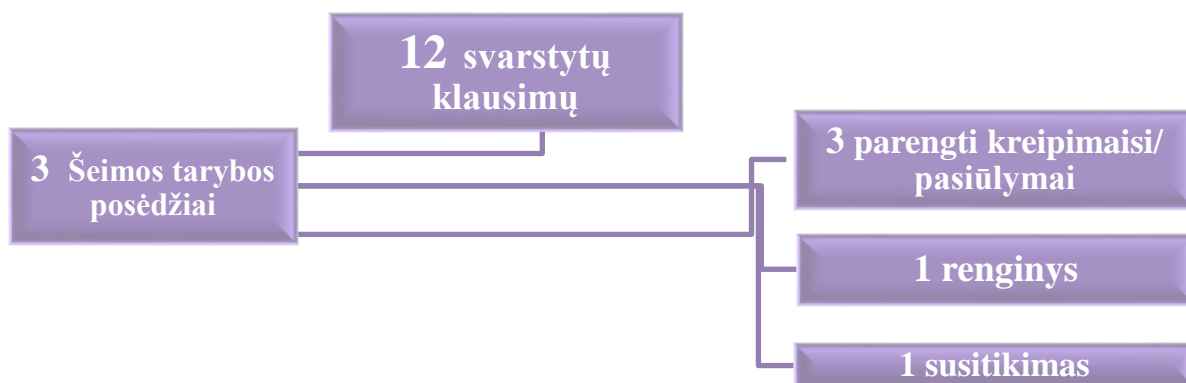 12 svarstytų
klausimų
3 Šeimos tarybos
posėdžiai
3 parengti kreipimaisi/
pasiūlymai
1 renginys
1 susitikimas